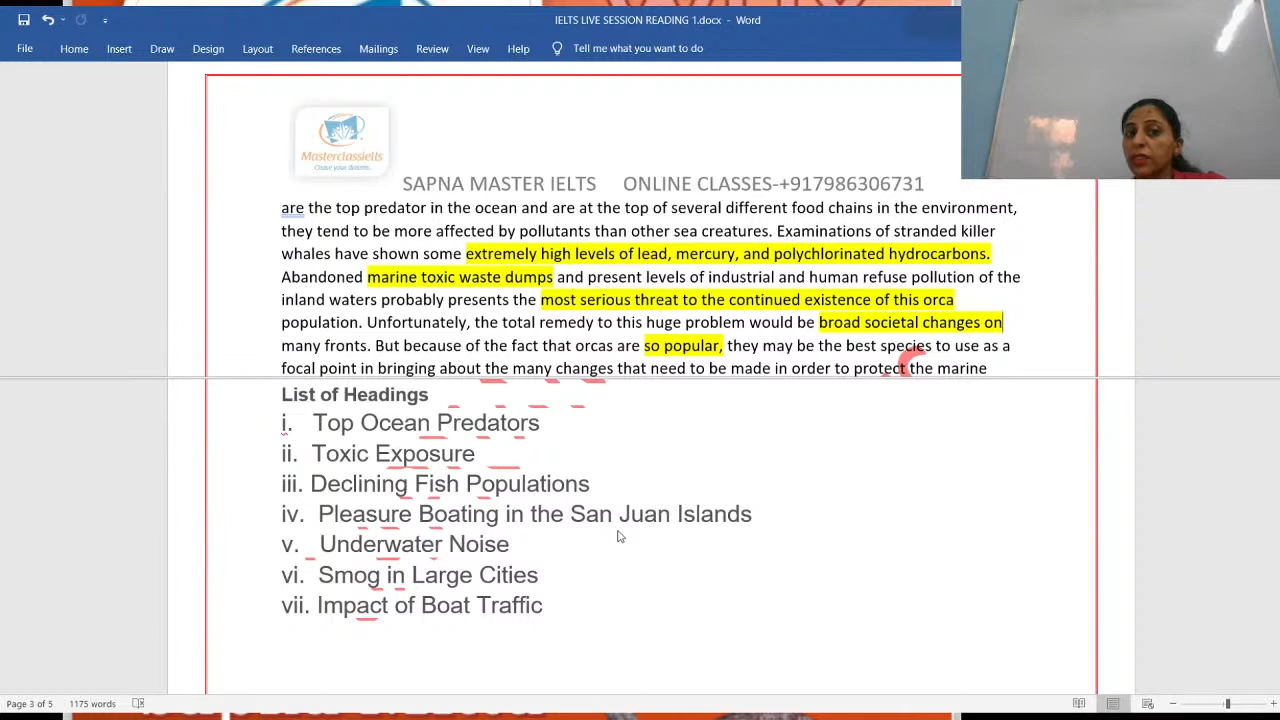 IELTS LIVE SESSION READING 1.docx - Word
File Home Insert Draw Design Layout References Mailings Review View Help Tell me what you want to do
Masterclassielts
Chase your dreams.
SAPNA MASTER IELTS ONLINE CLASSES-+917986306731
are the top predator in the ocean and are at the top of several different food chains in the environment,
they tend to be more affected by pollutants than other sea creatures. Examinations of stranded killer
whales have shown some extremely high levels of lead, mercury, and polychlorinated hydrocarbons.
Abandoned marine toxic waste dumps and present levels of industrial and human refuse pollution of the
inland waters probably presents the most serious threat to the continued existence of this orca
population. Unfortunately, the total remedy to this huge problem would be broad societal changes on
many fronts. But because of the fact that orcas are so popular, they may be the best species to use as a
focal point in bringing about the many changes that need to be made in order to protect the marine
List of Headings
i. Top Ocean Predators
ii. Toxic Exposure
iii. Declining Fish Populations
iv. Pleasure Boating in the San Juan Islands
v. Underwater Noise
vi. Smog in Large Cities
vii. Impact of Boat Traffic
Page 3 of 5 1175 words